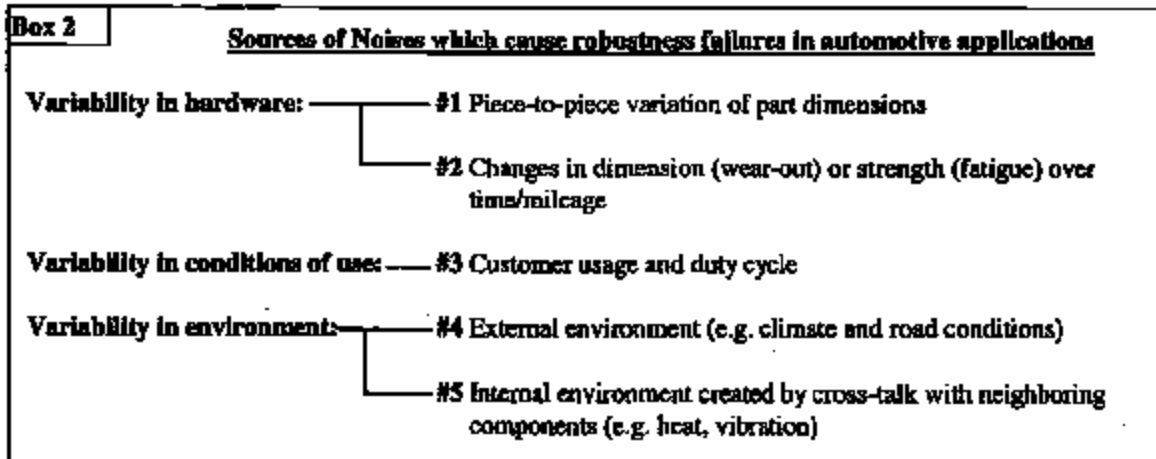 Box 2
Sources of Noises which cause robustness failures in automotive applications
Variability in hardware: #1 Piece-to-piece variation of part dimensions
#2 Changes in dimension (wear-out) or strength (fatigue) over
time/mileage
Variability in conditions of use: #3 Customer usage and duty cycle
Variability in environment: #4 External environment (e.g. climate and road conditions)
#5 Internal environment created by cross-talk with neighboring
components (e.g. heat, vibration)